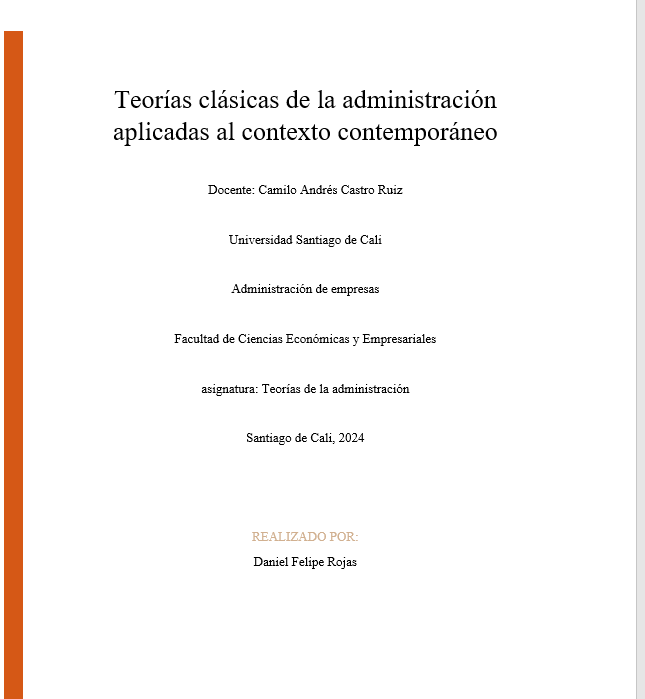 Teorías clásicas de la administración
aplicadas al contexto contemporáneo
Docente: Camilo Andrés Castro Ruiz
Universidad Santiago de Cali
Administración de empresas
Facultad de Ciencias Económicas y Empresariales
asignatura: Teorías de la administración
Santiago de Cali, 2024
REALIZADO POR:
Daniel Felipe Rojas